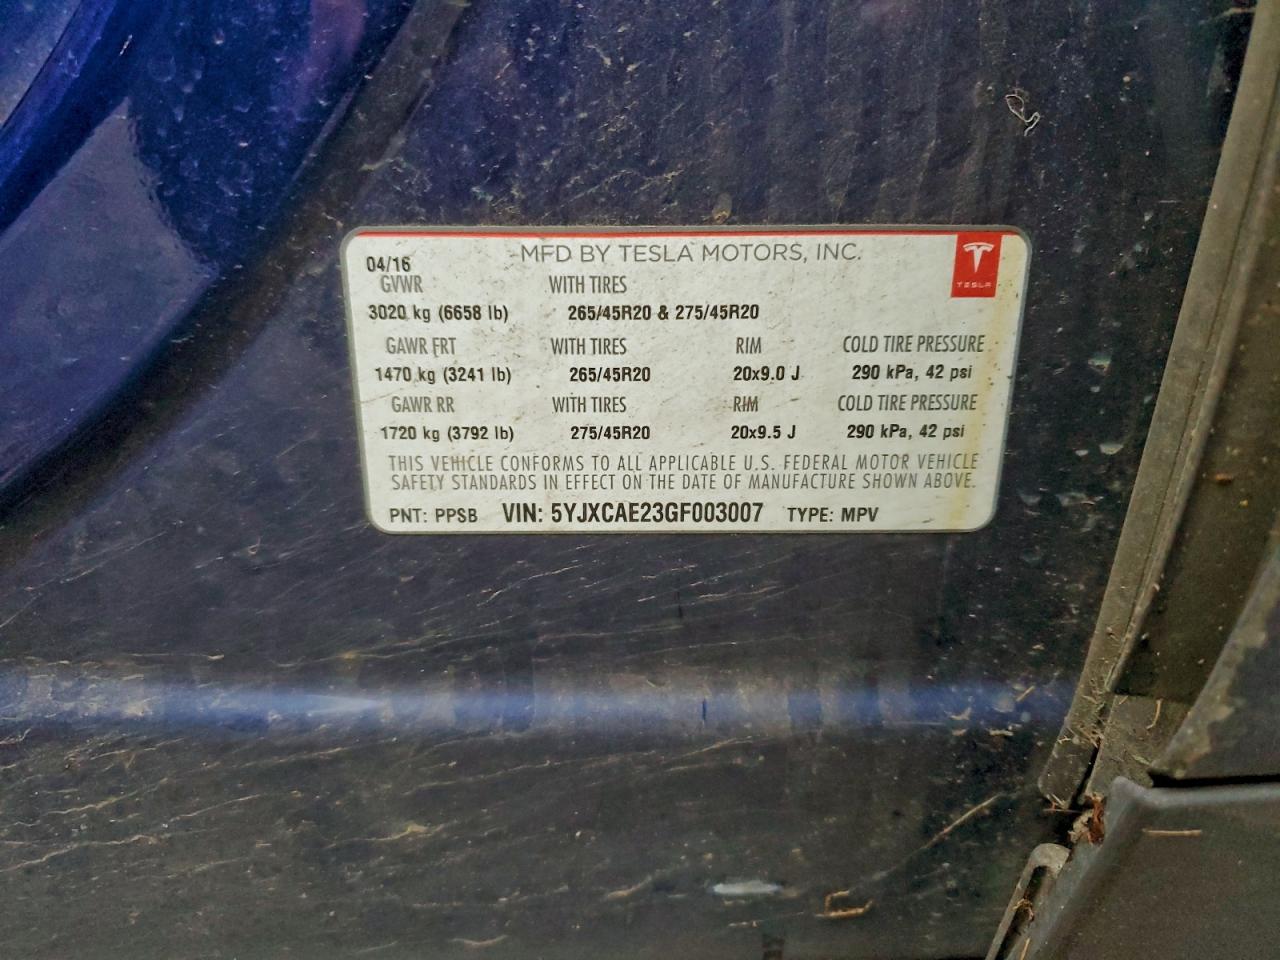 MFD BY TESLA MOTORS, INC.
04/16
TESLA
GVWR WITH TIRES
3020 kg (6658 lb) 265/45R20 & 275/45R20
GAWR FRT WITH TIRES RIM COLD TIRE PRESSURE
1470 kg (3241 lb) 265/45R20 20x9.0 J 290 kPa, 42 psi
GAWR RR WITH TIRES RIM COLD TIRE PRESSURE
1720 kg (3792 lb) 275/45R20 20x9.5 J 290 kPa, 42 psi
THIS VEHICLE CONFORMS TO ALL APPLICABLE U.S. FEDERAL MOTOR VEHICLE
SAFETY STANDARDS IN EFFECT ON THE DATE OF MANUFACTURE SHOWN ABOVE.
PNT: PPSB VIN: 5YJXCAE23GF003007 TYPE: MPV